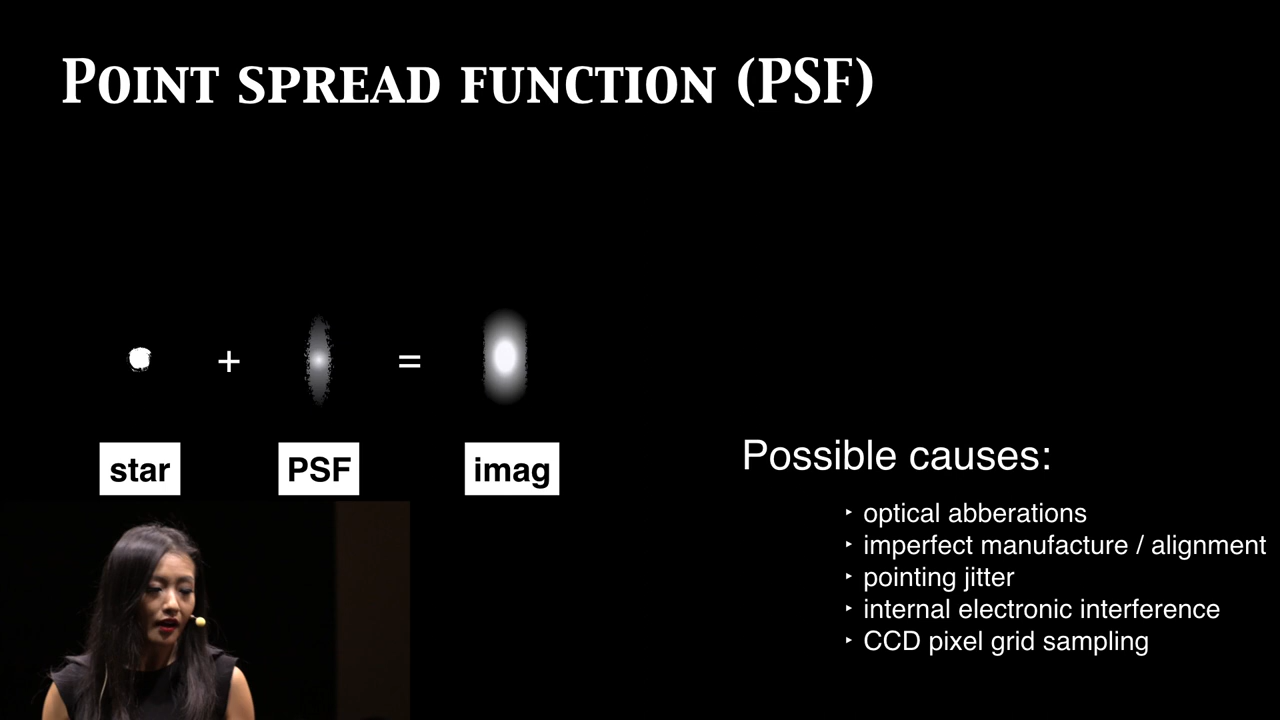 POINT SPREAD FUNCTION (PSF)
+ =
star PSF imag
Possible causes:
‣ optical abberations
‣ imperfect manufacture / alignment
‣ pointing jitter
‣ internal electronic interference
‣ CCD pixel grid sampling